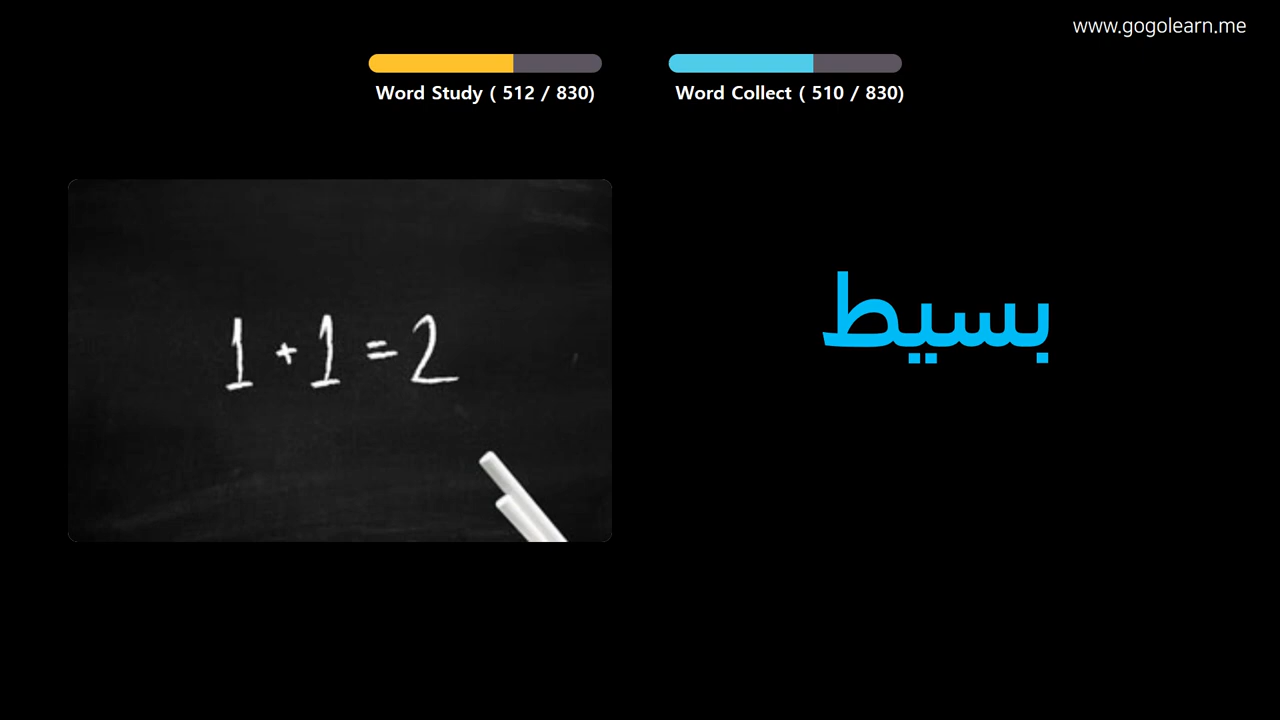 www.gogolearn.me
Word Study ( 512 / 830)
Word Collect ( 510 / 830)
1 + 1 = 2
بسيط